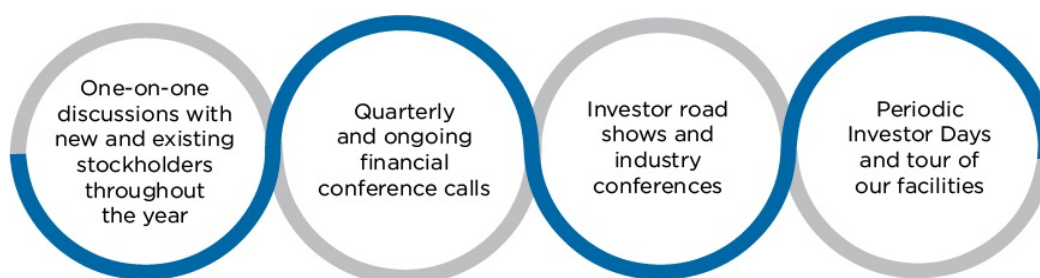 One-on-one
discussions with
new and existing
stockholders
throughout
the year
Quarterly
and ongoing
financial
conference calls
Investor road
shows and
industry
conferences
Periodic
Investor Days
and tour of
our facilities